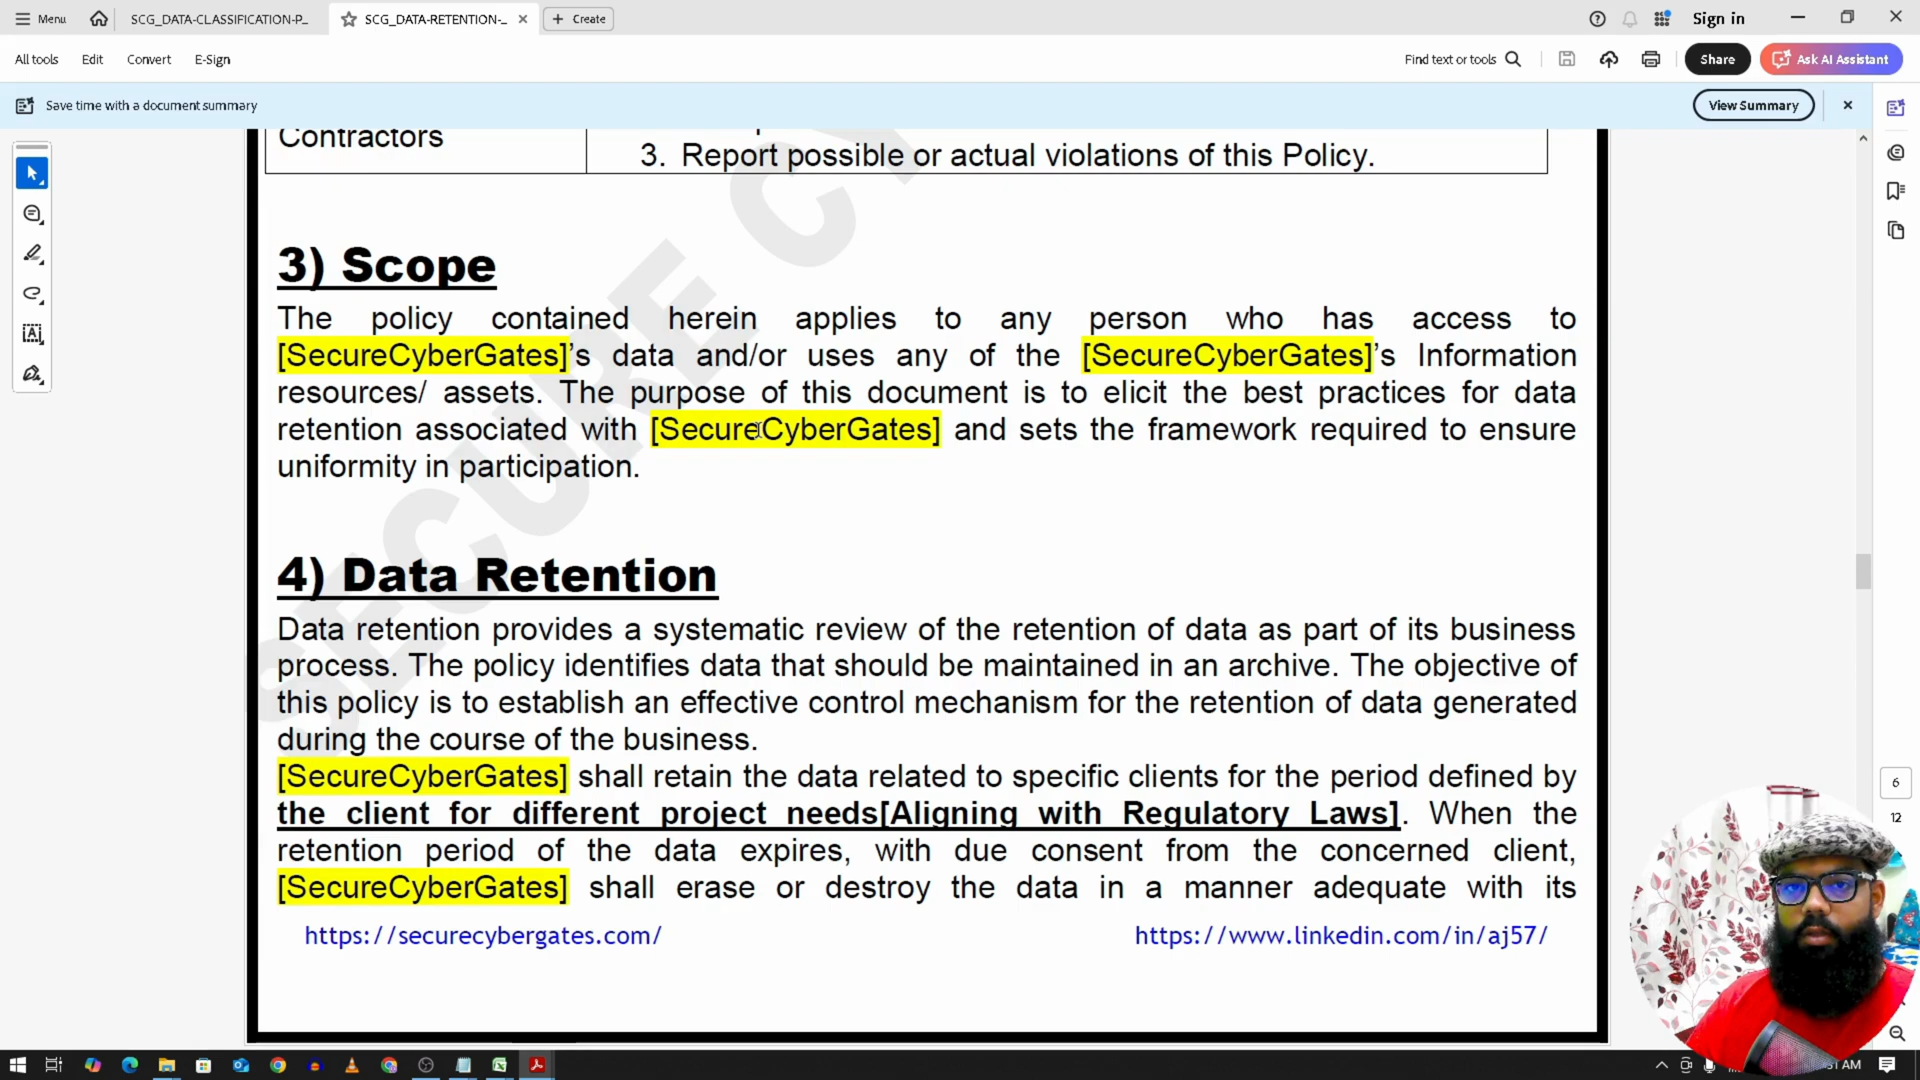 Menu
SCG_DATA-CLASSIFICATION-P...
SCG_DATA-RETENTION-...
Create
Sign in
All tools
Edit
Convert
E-Sign
Find text or tools
Share
Ask AI Assistant
Save time with a document summary
View Summary
Contractors
3. Report possible or actual violations of this Policy.
3) Scope
The policy contained herein applies to any person who has access to
[SecureCyberGates]'s data and/or uses any of the [SecureCyberGates]'s Information
resources/ assets. The purpose of this document is to elicit the best practices for data
retention associated with [SecureCyberGates] and sets the framework required to ensure
uniformity in participation.
4) Data Retention
Data retention provides a systematic review of the retention of data as part of its business
process. The policy identifies data that should be maintained in an archive. The objective of
this policy is to establish an effective control mechanism for the retention of data generated
during the course of the business.
[SecureCyberGates] shall retain the data related to specific clients for the period defined by
the client for different project needs[Aligning with Regulatory Laws]. When the
retention period of the data expires, with due consent from the concerned client,
[SecureCyberGates] shall erase or destroy the data in a manner adequate with its
https://securecybergates.com/
https://www.linkedin.com/in/aj57/
SECURE CY
6
12
AM